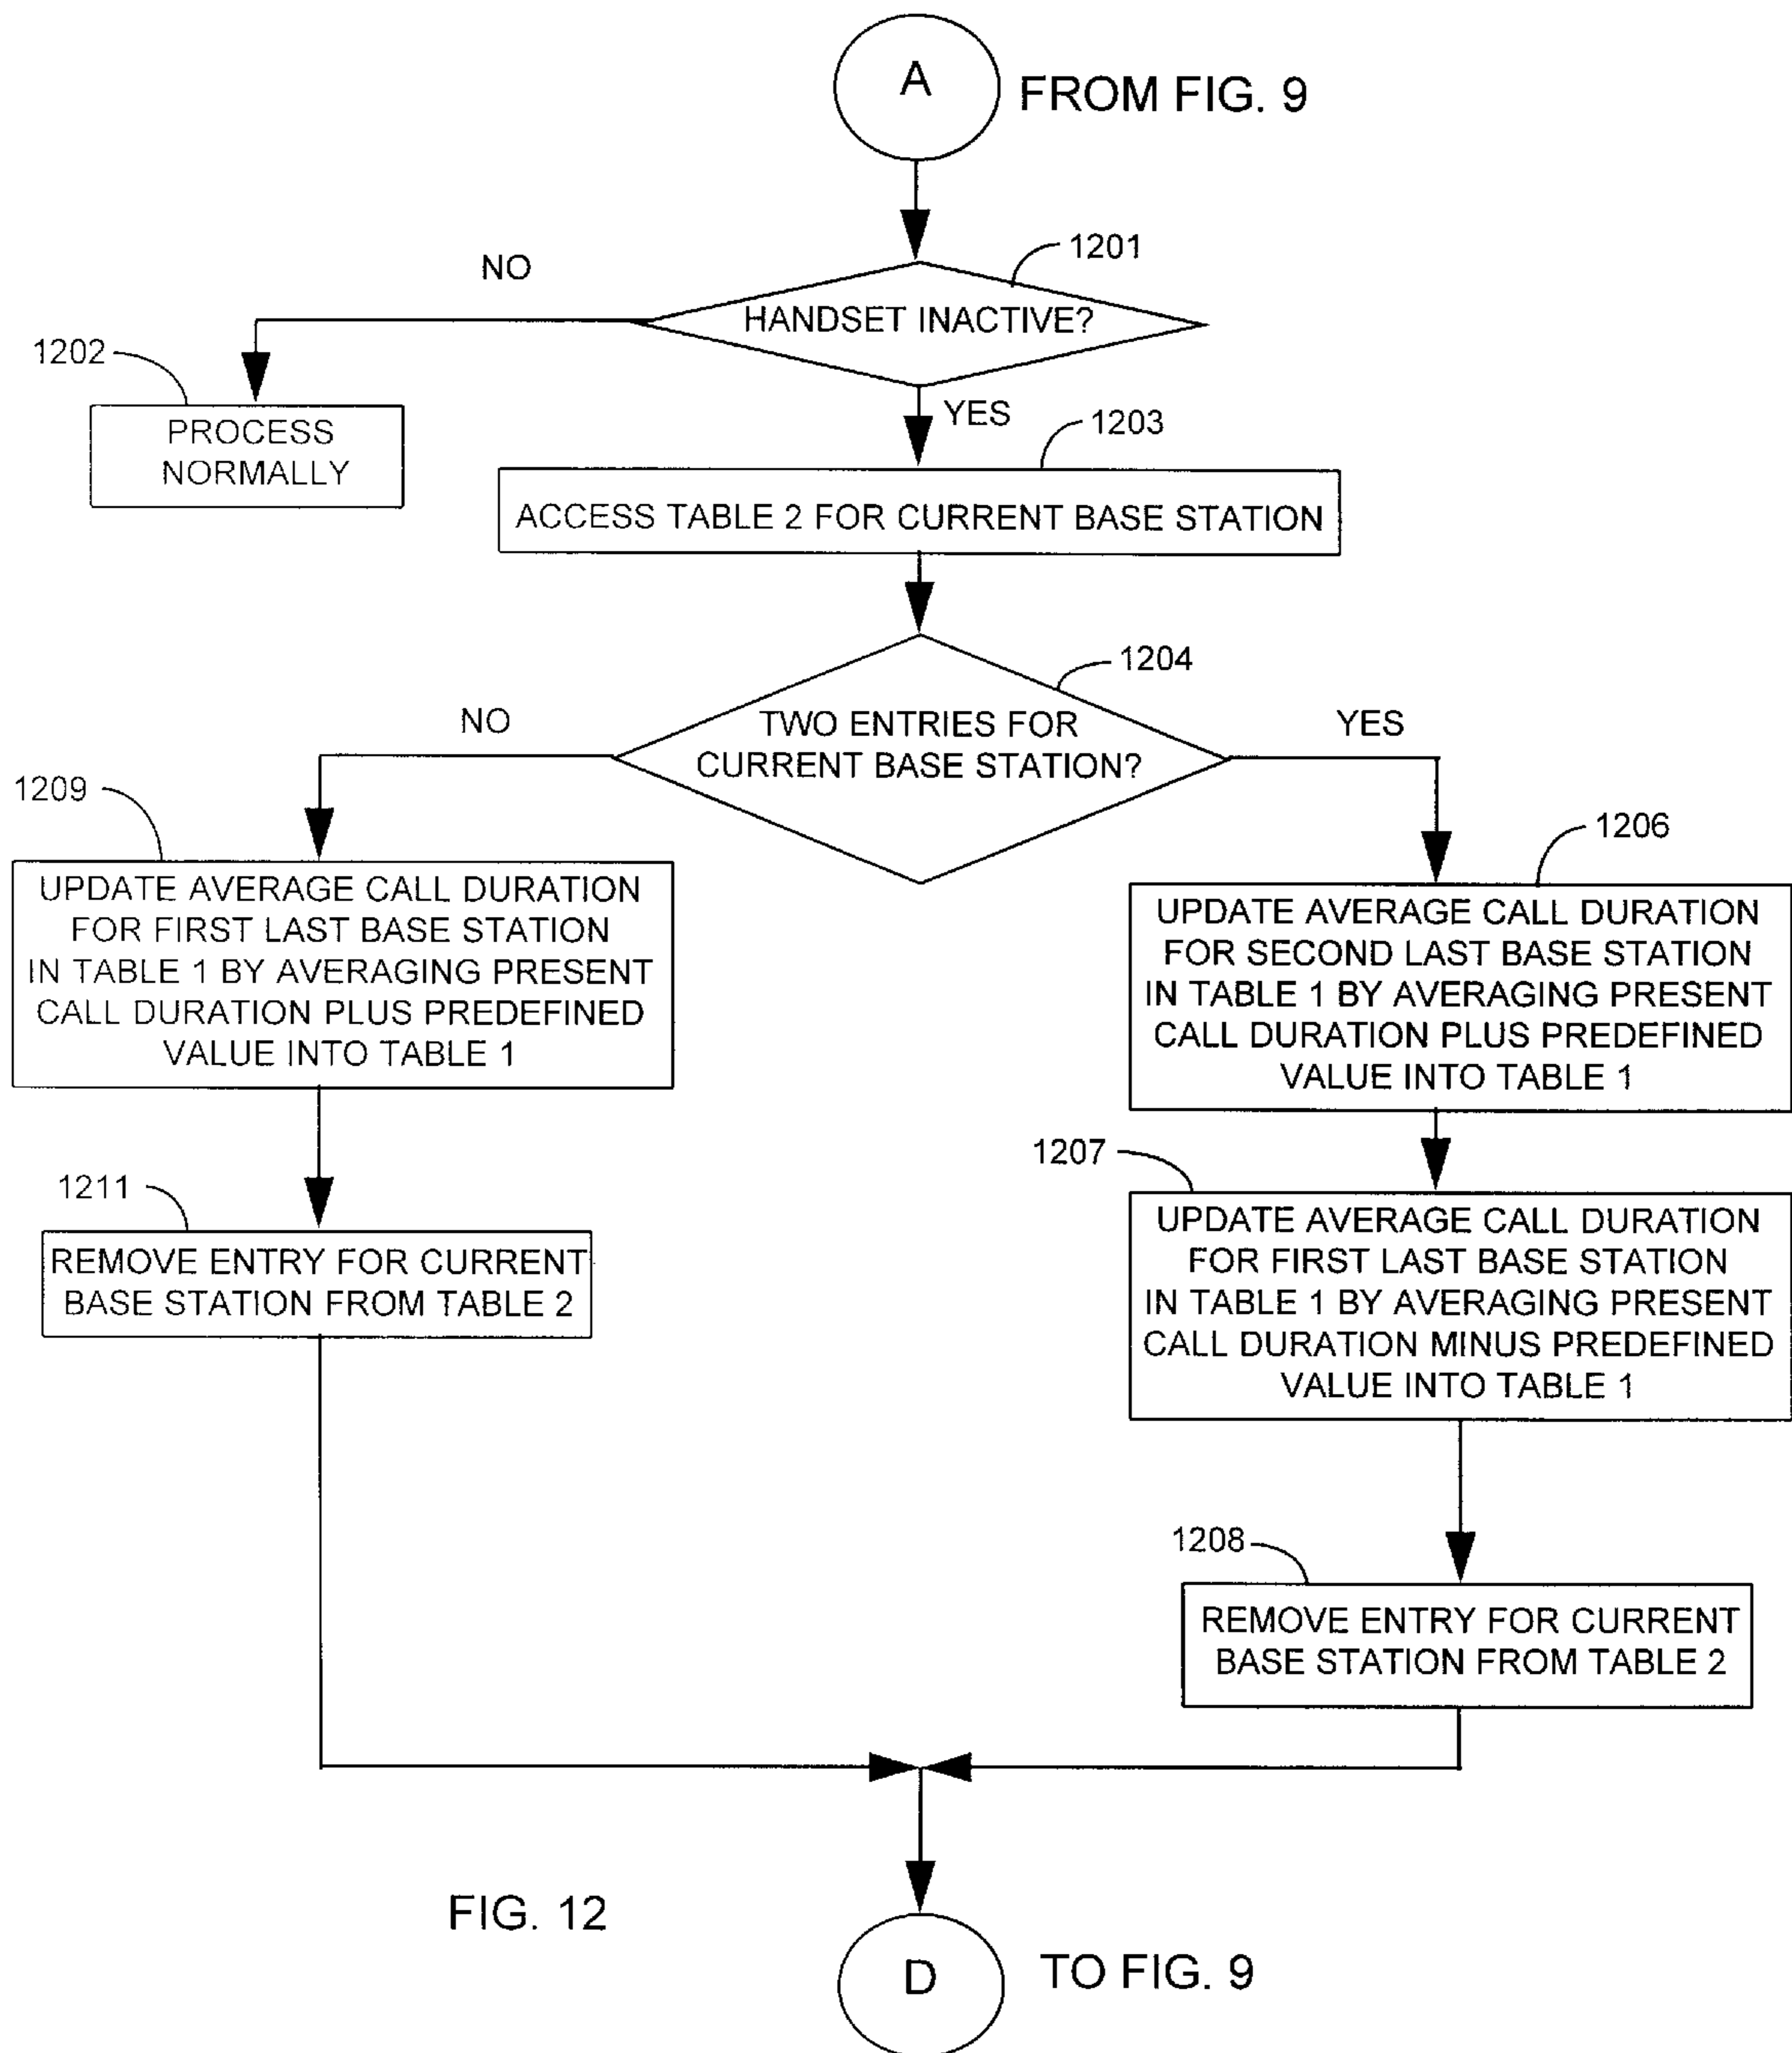 A
FROM FIG. 9
1201
NO
HANDSET INACTIVE?
1202
YES
1203
PROCESS
NORMALLY
ACCESS TABLE 2 FOR CURRENT BASE STATION
1204
NO
TWO ENTRIES FOR
CURRENT BASE STATION?
YES
1209
1206
UPDATE AVERAGE CALL DURATION
FOR FIRST LAST BASE STATION
IN TABLE 1 BY AVERAGING PRESENT
CALL DURATION PLUS PREDEFINED
VALUE INTO TABLE 1
UPDATE AVERAGE CALL DURATION
FOR SECOND LAST BASE STATION
IN TABLE 1 BY AVERAGING PRESENT
CALL DURATION PLUS PREDEFINED
VALUE INTO TABLE 1
1207
1211
UPDATE AVERAGE CALL DURATION
FOR FIRST LAST BASE STATION
IN TABLE 1 BY AVERAGING PRESENT
CALL DURATION MINUS PREDEFINED
VALUE INTO TABLE 1
REMOVE ENTRY FOR CURRENT
BASE STATION FROM TABLE 2
1208
REMOVE ENTRY FOR CURRENT
BASE STATION FROM TABLE 2
FIG. 12
D
TO FIG. 9